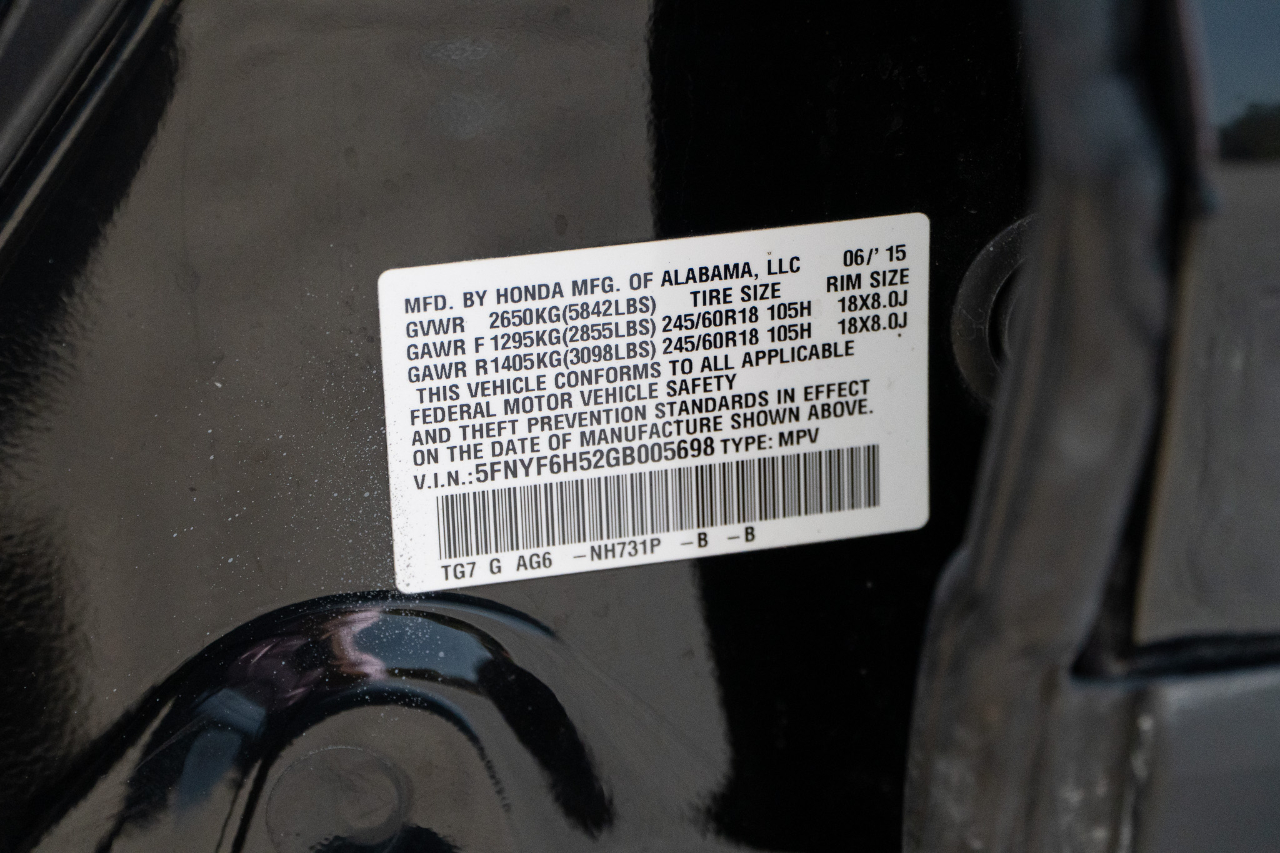 MFD. BY HONDA MFG. OF ALABAMA, LLC 06/' 15
GVWR 2650KG(5842LBS) TIRE SIZE RIM SIZE
GAWR F 1295KG(2855LBS) 245/60R18 105H 18X8.0J
GAWR R 1405KG(3098LBS) 245/60R18 105H 18X8.0J
THIS VEHICLE CONFORMS TO ALL APPLICABLE
FEDERAL MOTOR VEHICLE SAFETY
AND THEFT PREVENTION STANDARDS IN EFFECT
ON THE DATE OF MANUFACTURE SHOWN ABOVE.
V.I.N.:5FNYF6H52GB005698 TYPE: MPV
TG7 G AG6 –NH731P –B –B